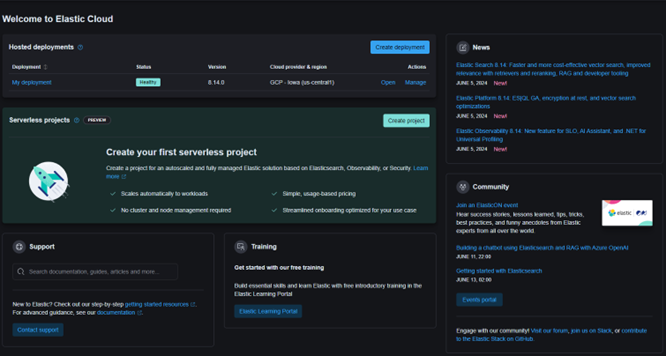 Welcome to Elastic Cloud
Hosted deployments
Create deployment
Deployment Status Version Cloud provider & region Actions
My deployment Healthy 8.14.0 GCP - Iowa (us-central1) Open Manage
Serverless projects PREVIEW
Create project
Create your first serverless project
Create a project for an autoscaled and fully managed Elastic solution based on Elasticsearch, Observability, or Security. Learn
more
Scales automatically to workloads
Simple, usage-based pricing
No cluster and node management required
Streamlined onboarding optimized for your use case
Support
Search documentation, guides, articles and more...
New to Elastic? Check out our step-by-step getting started resources.
For advanced guidance, see our documentation.
Contact support
Training
Get started with our free training
Build essential skills and learn Elastic with free introductory training in the
Elastic Learning Portal
Elastic Learning Portal
News
Elastic Search 8.14: Faster and more cost-effective vector search, improved
relevance with retrievers and reranking, RAG and developer tooling
JUNE 5, 2024 New!
Elastic Platform 8.14: ES|QL GA, encryption at rest, and vector search
optimizations
JUNE 5, 2024 New!
Elastic Observability 8.14: New feature for SLO, AI Assistant, and .NET for
Universal Profiling
JUNE 5, 2024 New!
Community
Join an ElasticON event
Hear success stories, lessons learned, tips, tricks,
best practices, and funny anecdotes from Elastic
experts from all over the world.
elastic
Building a chatbot using Elasticsearch and RAG with Azure OpenAI
JUNE 11, 22:00
Getting started with Elasticsearch
JUNE 13, 02:00
Events portal
Engage with our community! Visit our forum, join us on Slack, or contribute
to the Elastic Stack on GitHub.